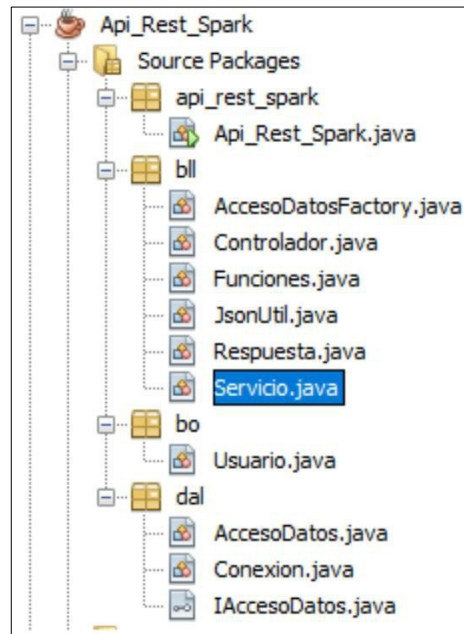 Api_Rest_Spark
Source Packages
api_rest_spark
Api_Rest_Spark.java
bll
AccesoDatosFactory.java
Controlador.java
Funciones.java
JsonUtil.java
Respuesta.java
Servicio.java
bo
Usuario.java
dal
AccesoDatos.java
Conexion.java
IAccesoDatos.java